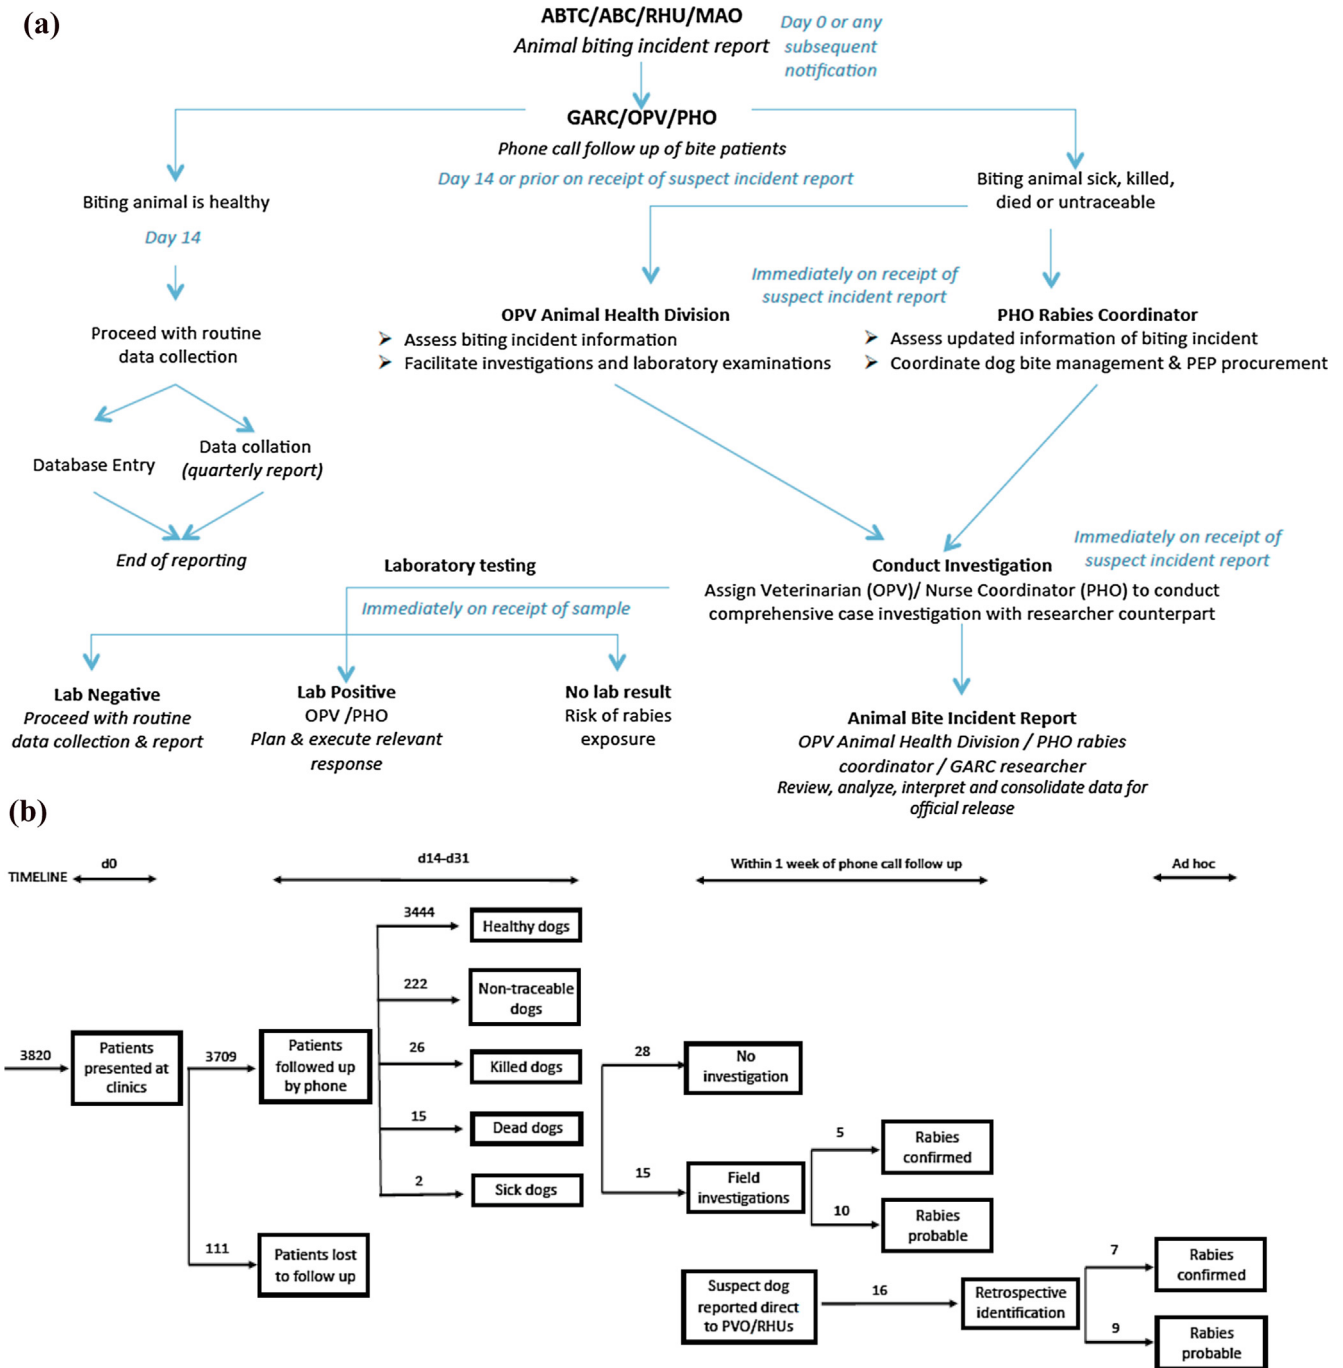 (a)
ABTC/ABC/RHU/MAO
Animal biting incident report
Day 0 or any
subsequent
notification
GARC/OPV/PHO
Phone call follow up of bite patients
Day 14 or prior on receipt of suspect incident report
Biting animal is healthy
Day 14
Biting animal sick, killed,
died or untraceable
Immediately on receipt of
suspect incident report
Proceed with routine
data collection
OPV Animal Health Division
➢ Assess biting incident information
➢ Facilitate investigations and laboratory examinations
PHO Rabies Coordinator
➢ Assess updated information of biting incident
➢ Coordinate dog bite management & PEP procurement
Database Entry
Data collation
(quarterly report)
End of reporting
Immediately on receipt of
suspect incident report
Conduct Investigation
Assign Veterinarian (OPV)/ Nurse Coordinator (PHO) to conduct
comprehensive case investigation with researcher counterpart
Laboratory testing
Immediately on receipt of sample
Lab Negative
Proceed with routine
data collection & report
Lab Positive
OPV /PHO
Plan & execute relevant
response
No lab result
Risk of rabies
exposure
Animal Bite Incident Report
OPV Animal Health Division / PHO rabies
coordinator / GARC researcher
Review, analyze, interpret and consolidate data for
official release
(b)
TIMELINE
d0
d14-d31
Within 1 week of phone call follow up
Ad hoc
3820
Patients
presented at
clinics
3709
Patients
followed up
by phone
111
Patients lost
to follow up
3444
Healthy dogs
222
Non-traceable
dogs
26
Killed dogs
15
Dead dogs
2
Sick dogs
28
No
investigation
15
Field
investigations
5
Rabies
confirmed
10
Rabies
probable
Suspect dog
reported direct
to PVO/RHUs
16
Retrospective
identification
7
Rabies
confirmed
9
Rabies
probable